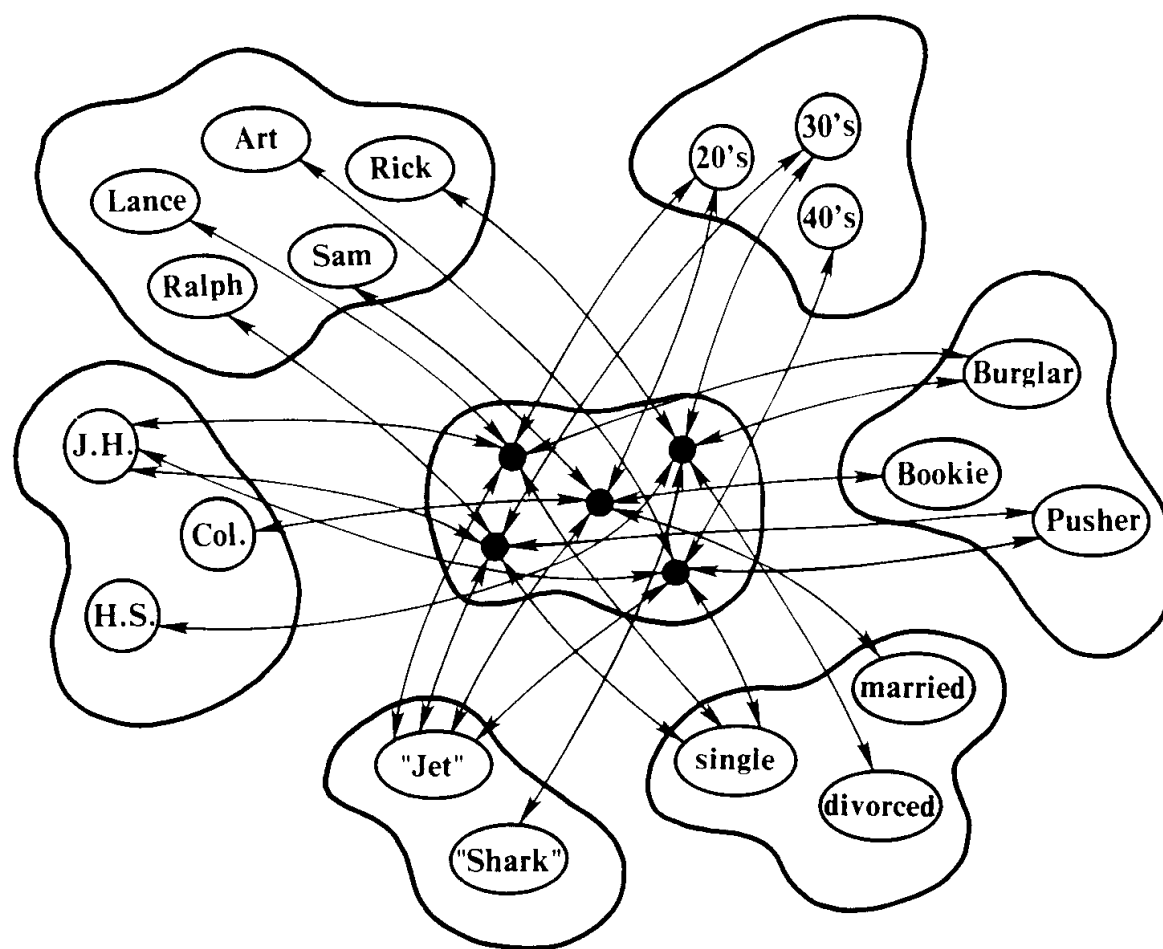 Art
Rick
Lance
Sam
Ralph
20's
30's
40's
Burglar
Bookie
Pusher
J.H.
Col.
H.S.
married
single
divorced
"Jet"
"Shark"